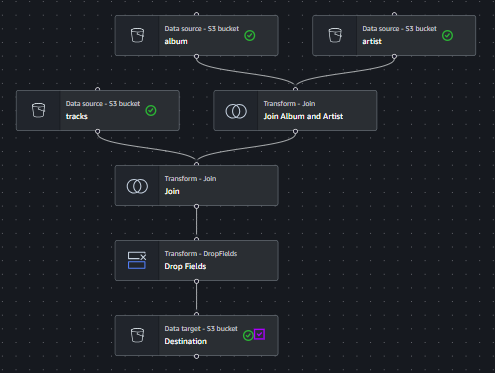 Data source - S3 bucket
album
Data source - S3 bucket
artist
Data source - S3 bucket
tracks
Transform - Join
Join Album and Artist
Transform - Join
Join
Transform - DropFields
Drop Fields
Data target - S3 bucket
Destination